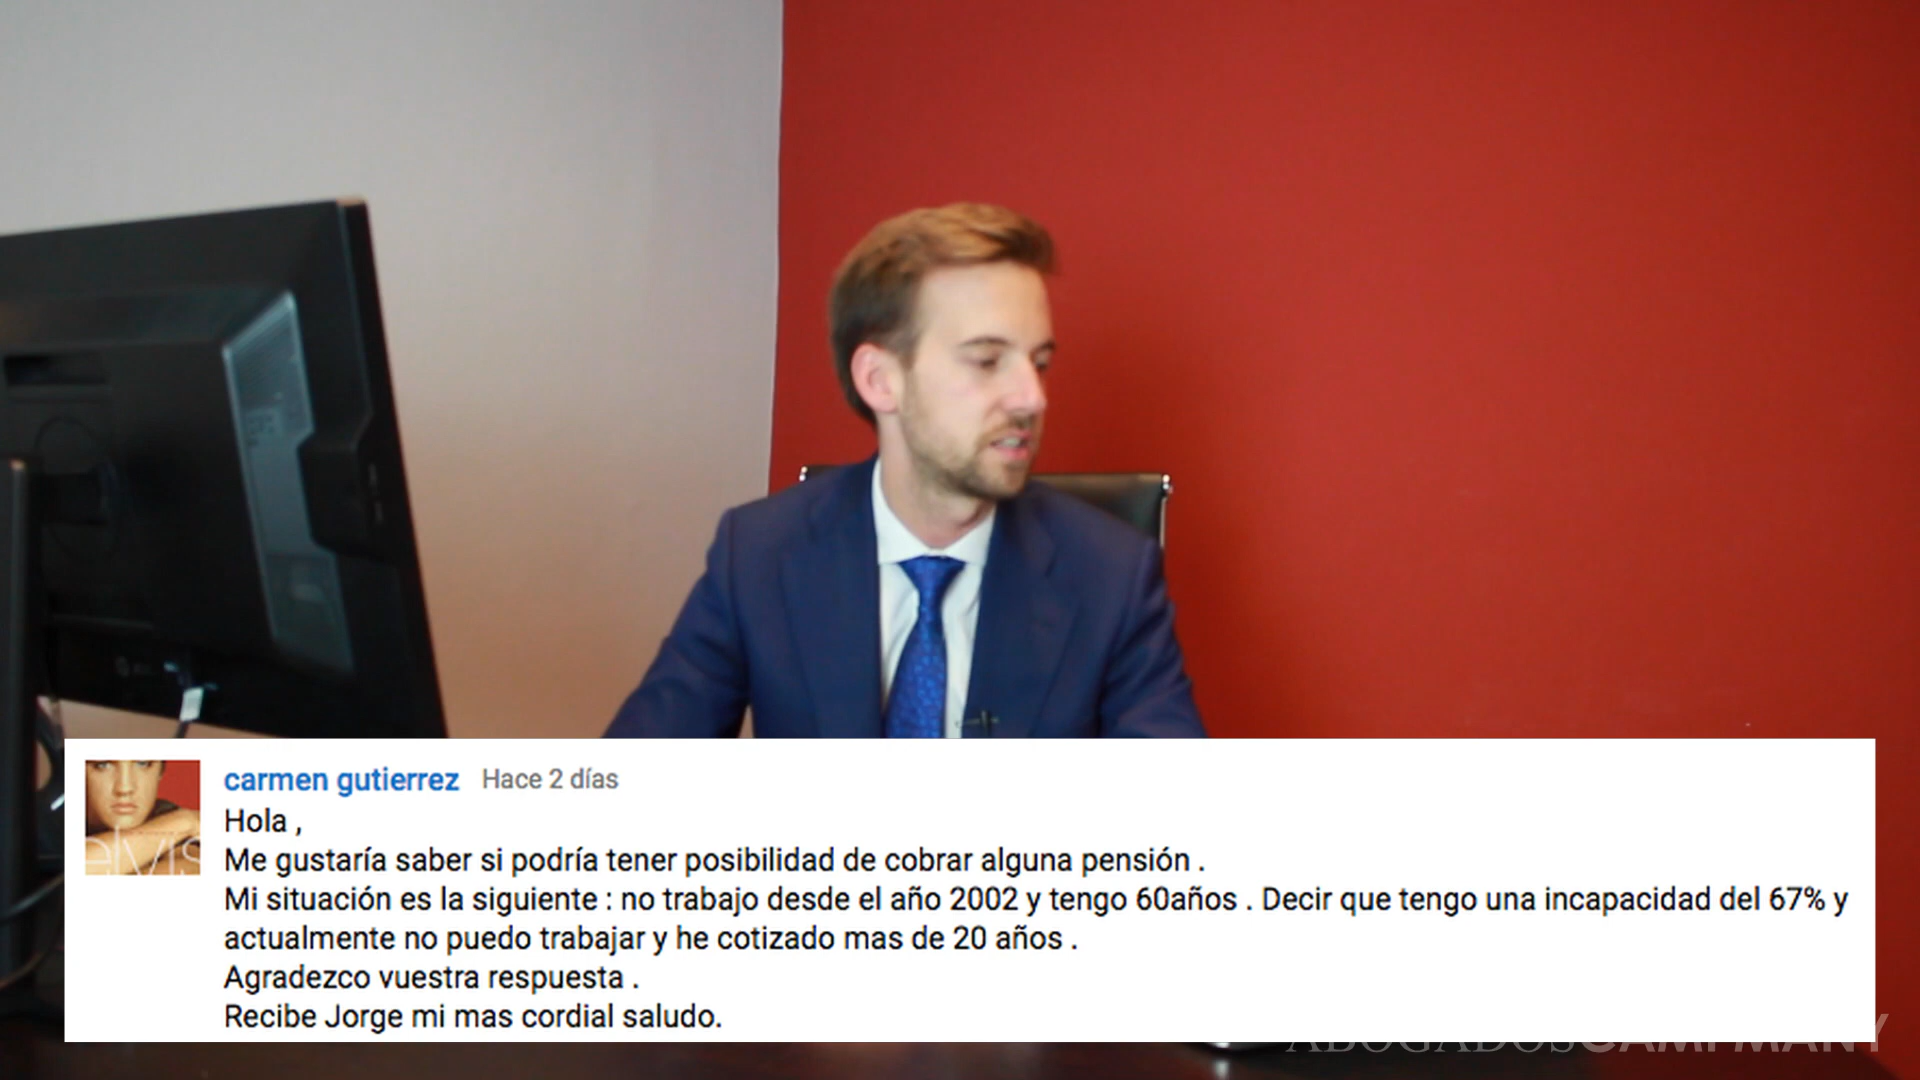 carmen gutierrez Hace 2 días
Hola ,
Me gustaría saber si podría tener posibilidad de cobrar alguna pensión .
Mi situación es la siguiente : no trabajo desde el año 2002 y tengo 60años . Decir que tengo una incapacidad del 67% y
actualmente no puedo trabajar y he cotizado mas de 20 años .
Agradezco vuestra respuesta .
Recibe Jorge mi mas cordial saludo.
elvis
ABOGADOSCAMPMANY